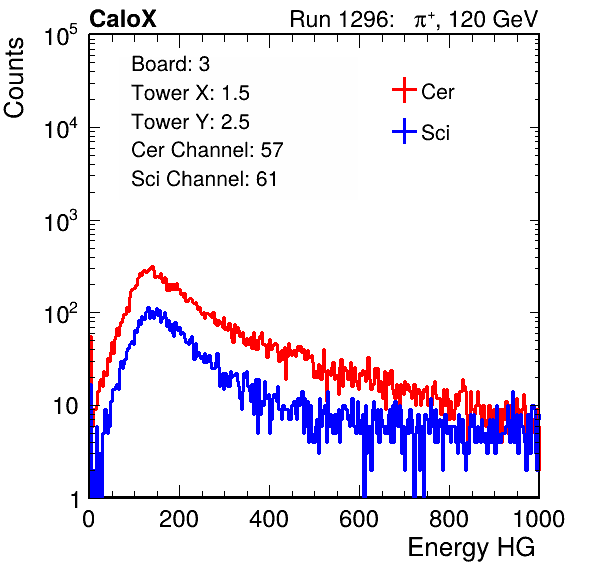 CaloX Run 1296: π⁺, 120 GeV
Counts
10⁵
10⁴
10³
10²
10
1
Board: 3
Tower X: 1.5
Tower Y: 2.5
Cer Channel: 57
Sci Channel: 61
Cer
Sci
0 200 400 600 800 1000
Energy HG